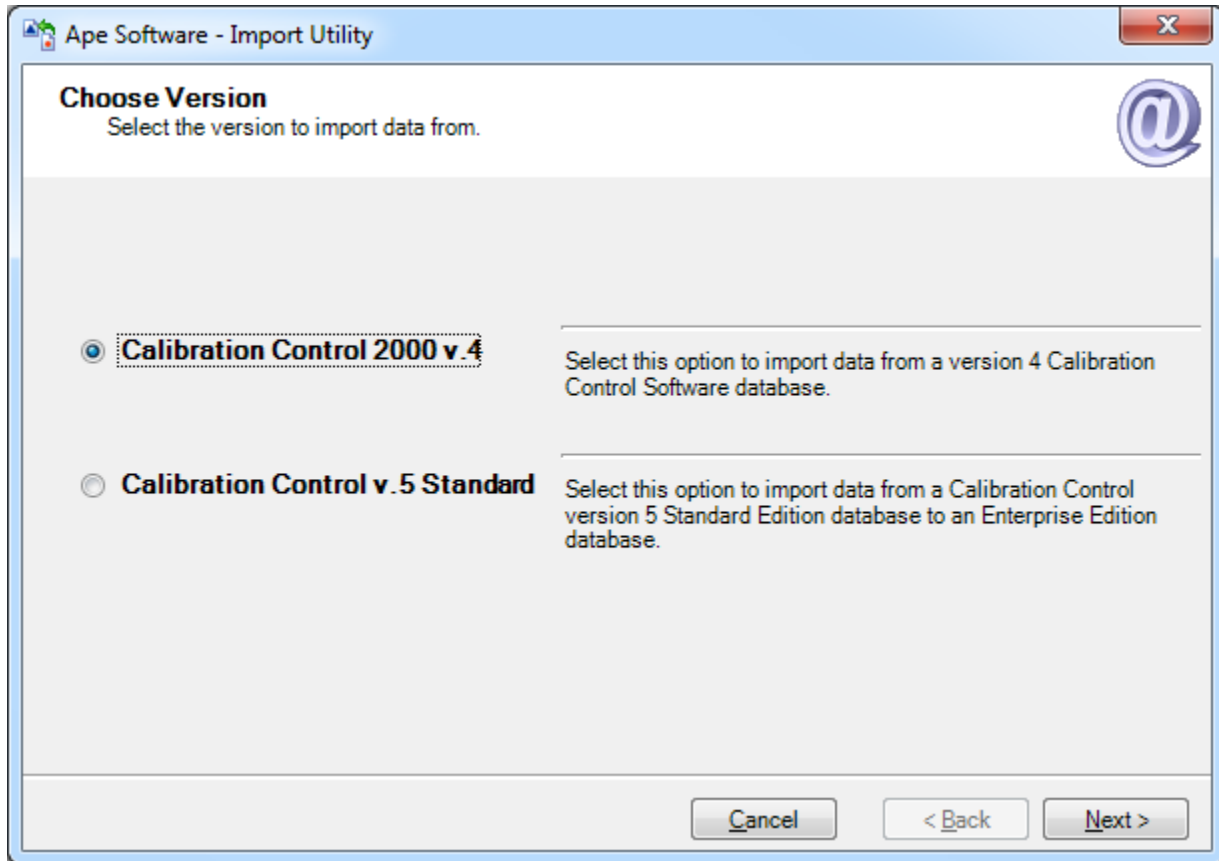 Ape Software - Import Utility
Choose Version
Select the version to import data from.
@
Calibration Control 2000 v.4
Select this option to import data from a version 4 Calibration
Control Software database.
Calibration Control v.5 Standard
Select this option to import data from a Calibration Control
version 5 Standard Edition database to an Enterprise Edition
database.
Cancel
< Back
Next >